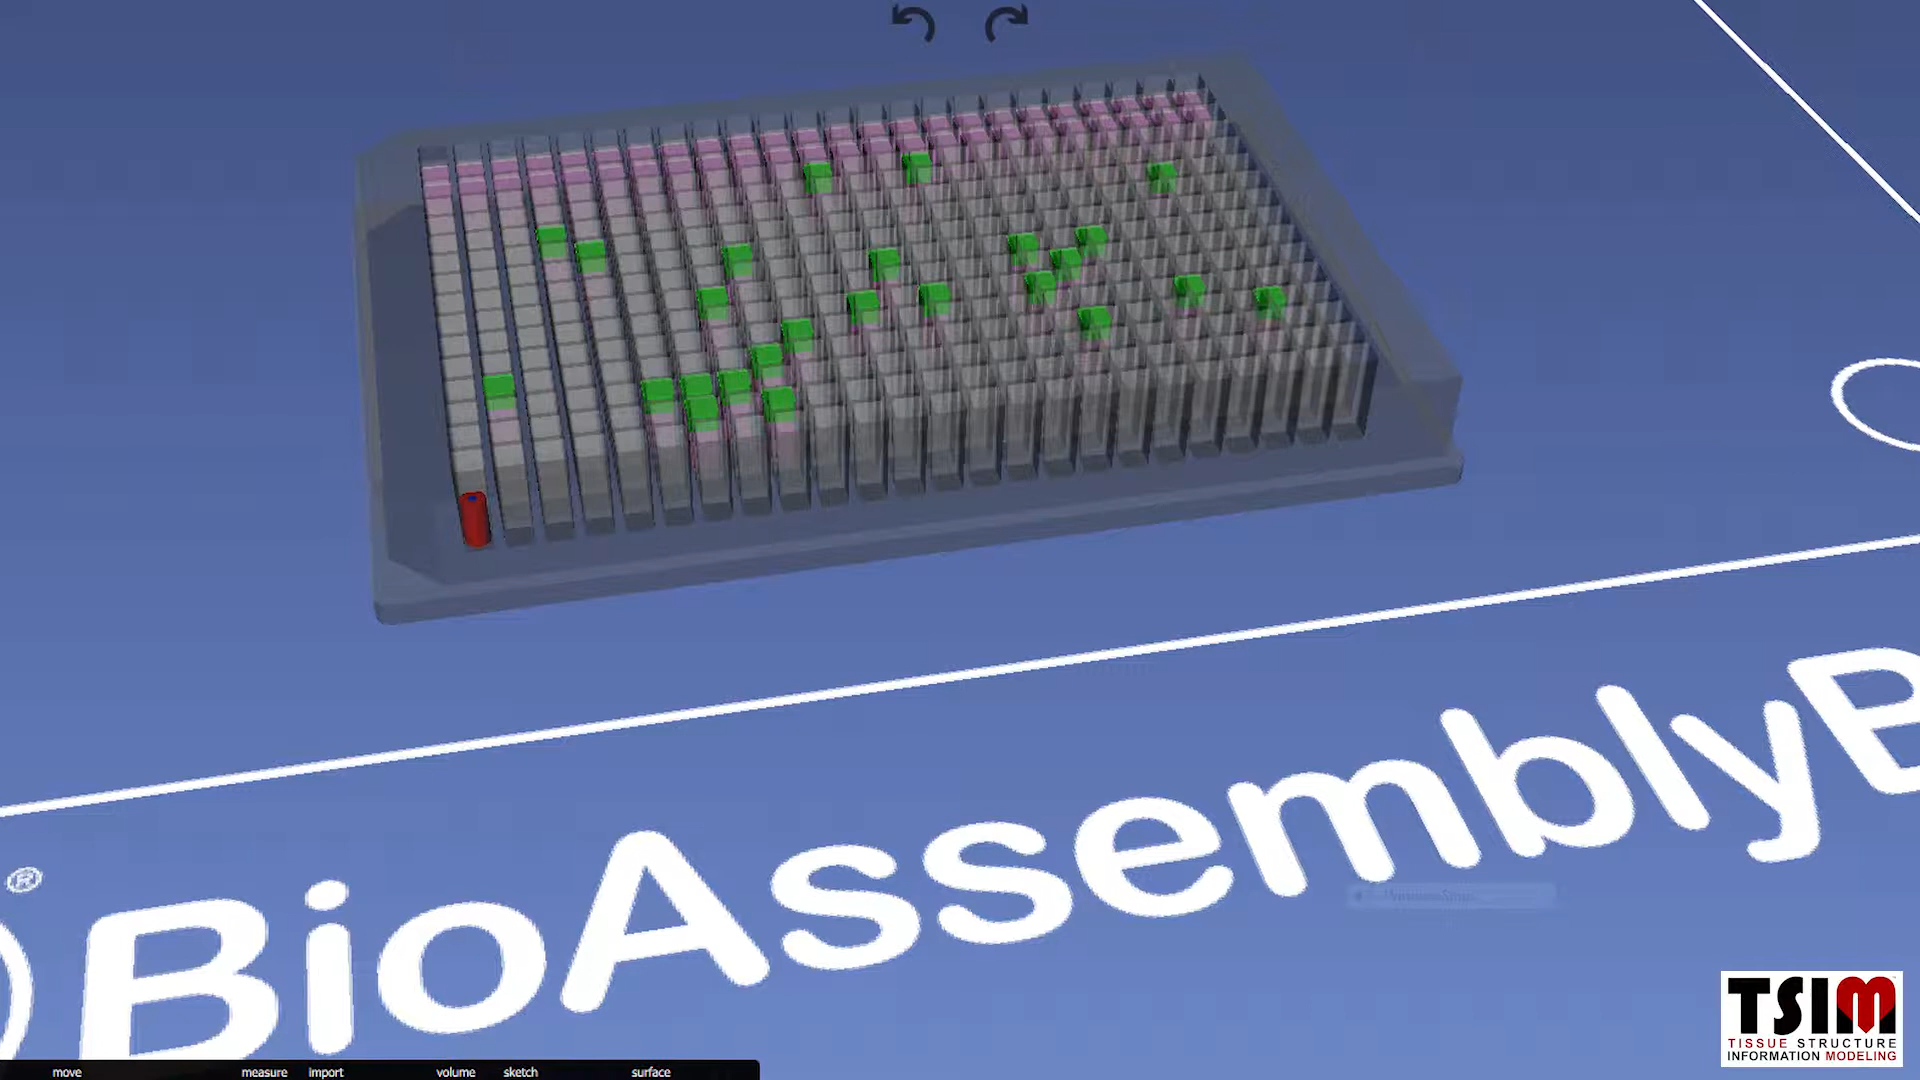 ® BioAssemblyB
TSIM
TISSUE STRUCTURE
INFORMATION MODELING
move measure import volume sketch surface